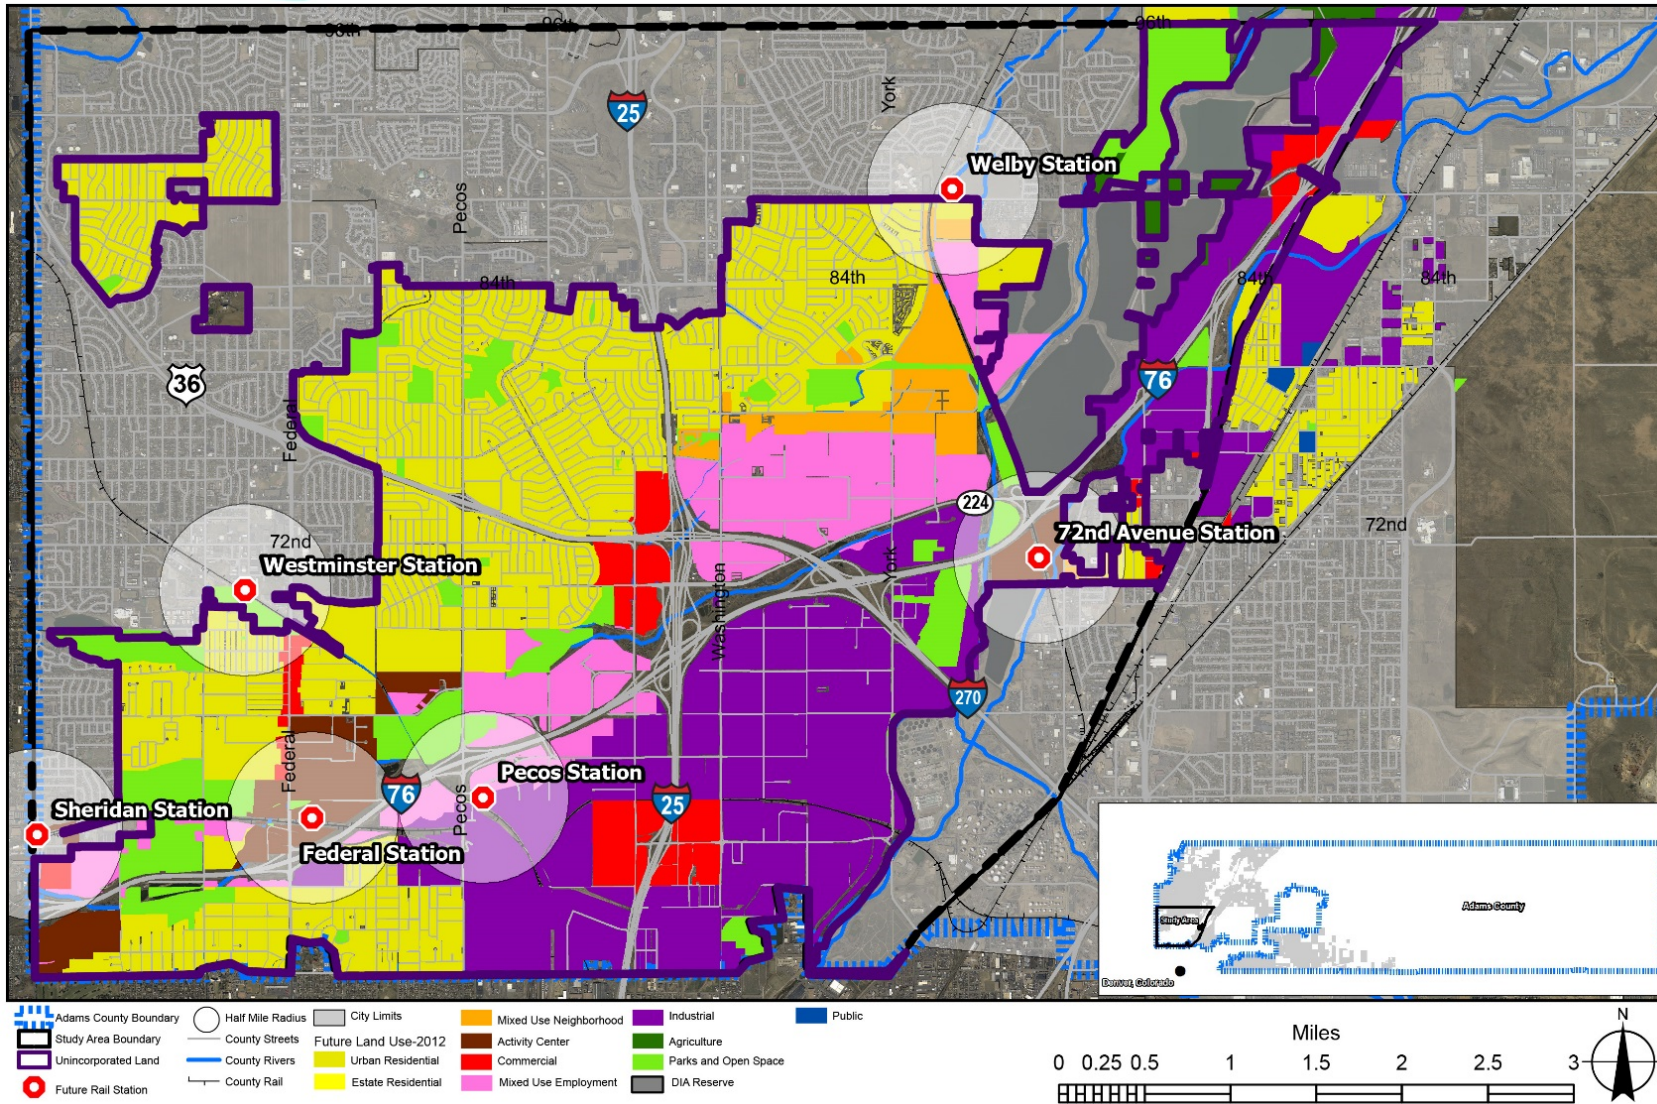 96th
96th
96th
25
York
Welby Station
Pecos
84th
84th
84th
84th
36
76
Federal
224
72nd
72nd Avenue Station
72nd
Westminster Station
York
Washington
270
Federal
Pecos Station
76
Pecos
25
Sheridan Station
Federal Station
Adams County
Study Area
Denver, Colorado
Adams County Boundary
Study Area Boundary
Unincorporated Land
Future Rail Station
Half Mile Radius
County Streets
County Rivers
County Rail
City Limits
Future Land Use-2012
Urban Residential
Estate Residential
Mixed Use Neighborhood
Activity Center
Commercial
Mixed Use Employment
Industrial
Agriculture
Parks and Open Space
DIA Reserve
Public
Miles
0 0.25 0.5 1 1.5 2 2.5 3
N